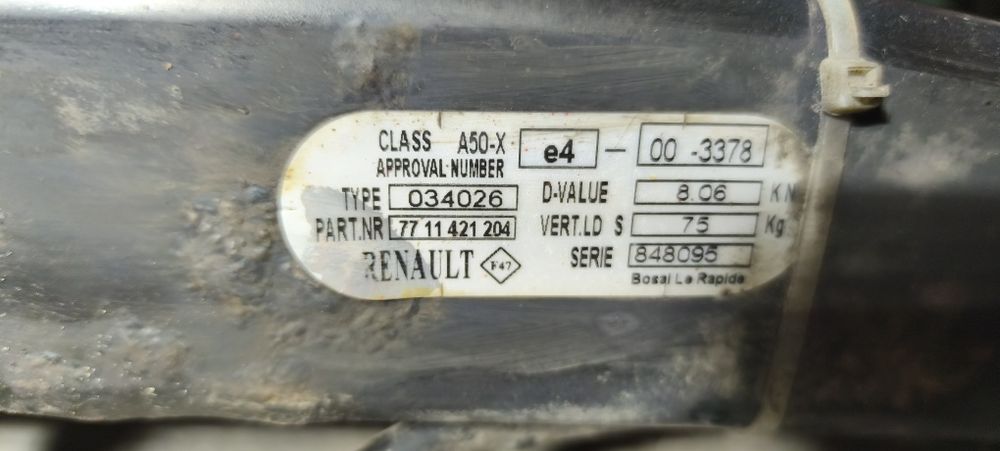 CLASS A50-X e4 - 00 -3378
APPROVAL NUMBER
TYPE 034026 D-VALUE 8.06 KN
PART.NR 77 11 421 204 VERT.LD S 75 Kg
RENAULT F47 SERIE 848095
Bosal Le Rapide